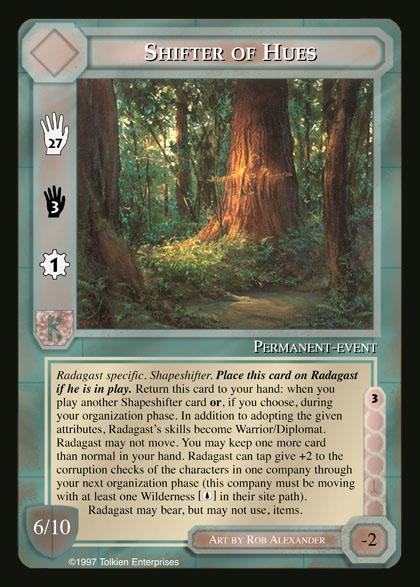 SHIFTER OF HUES
27
3
1
K
PERMANENT-EVENT
Radagast specific. Shapeshifter. Place this card on Radagast
if he is in play. Return this card to your hand: when you
play another Shapeshifter card or, if you choose, during
your organization phase. In addition to adopting the given
attributes, Radagast's skills become Warrior/Diplomat.
Radagast may not move. You may keep one more card
than normal in your hand. Radagast can tap give +2 to the
corruption checks of the characters in one company through
your next organization phase (this company must be moving
with at least one Wilderness [] in their site path).
Radagast may bear, but may not use, items.
3
6/10
ART BY ROB ALEXANDER
-2
©1997 Tolkien Enterprises